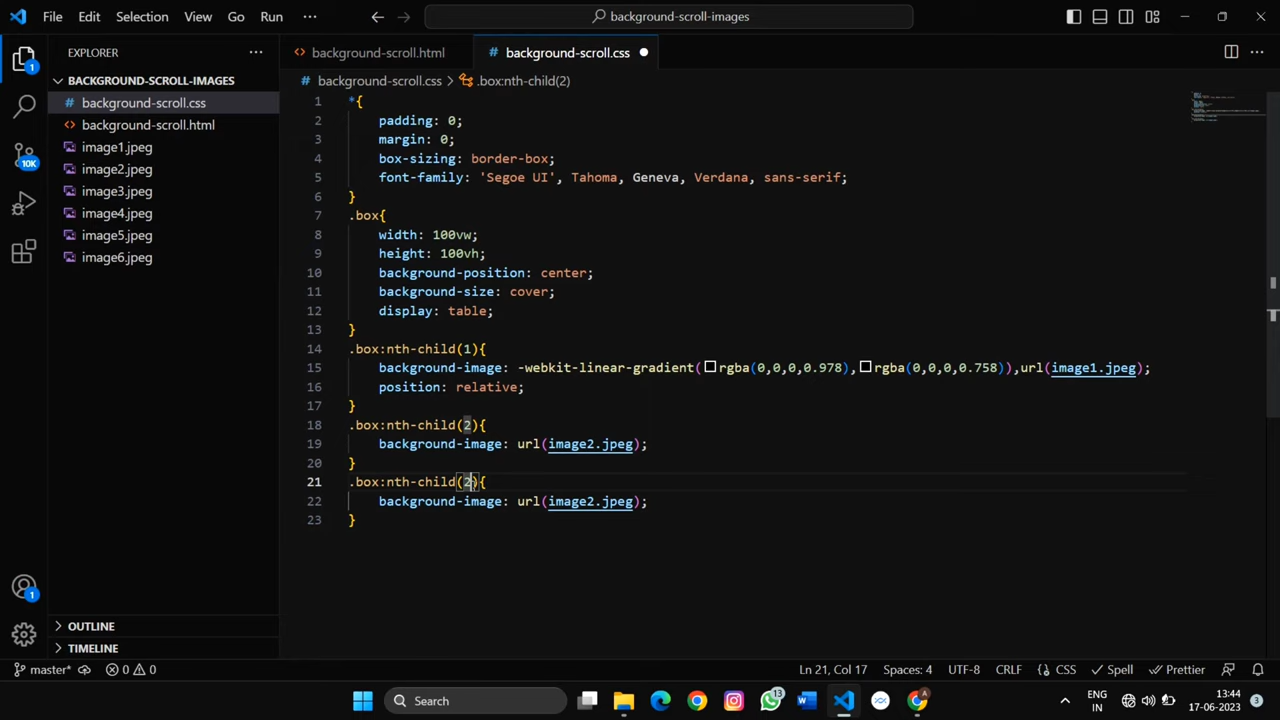 File Edit Selection View Go Run ··· background-scroll-images
EXPLORER ··· background-scroll.html # background-scroll.css
BACKGROUND-SCROLL-IMAGES
# background-scroll.css > .box:nth-child(2)
# background-scroll.css
background-scroll.html
image1.jpeg
image2.jpeg
image3.jpeg
image4.jpeg
image5.jpeg
image6.jpeg
1
10K
1 *{
2 padding: 0;
3 margin: 0;
4 box-sizing: border-box;
5 font-family: 'Segoe UI', Tahoma, Geneva, Verdana, sans-serif;
6 }
7 .box{
8 width: 100vw;
9 height: 100vh;
10 background-position: center;
11 background-size: cover;
12 display: table;
13 }
14 .box:nth-child(1){
15 background-image: -webkit-linear-gradient(rgba(0,0,0,0.978),rgba(0,0,0,0.758)),url(image1.jpeg);
16 position: relative;
17 }
18 .box:nth-child(2){
19 background-image: url(image2.jpeg);
20 }
21 .box:nth-child(2){
22 background-image: url(image2.jpeg);
23 }
1
OUTLINE
TIMELINE
master* 0 0 Ln 21, Col 17 Spaces: 4 UTF-8 CRLF {} CSS Spell Prettier
Search 13 ENG
IN 13:44
17-06-2023 3